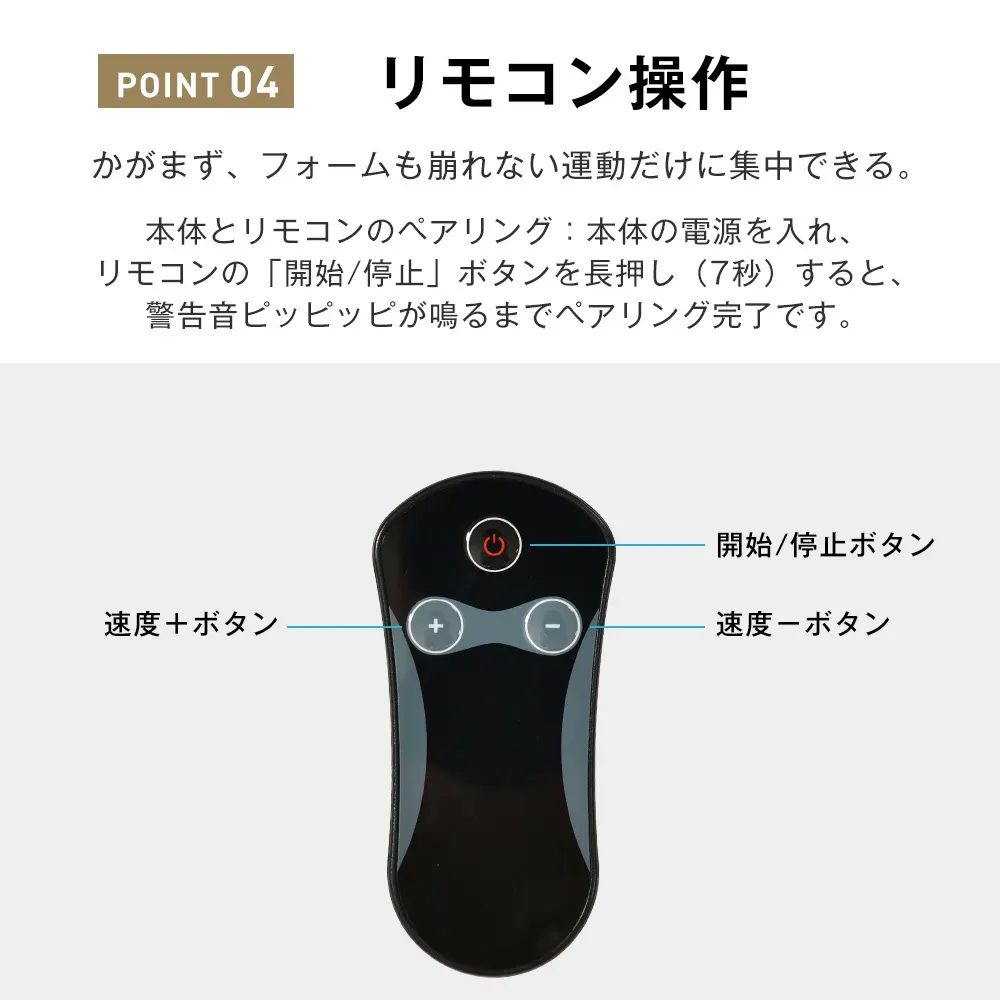 POINT 04
リモコン操作
かがまず、フォームも崩れない運動だけに集中できる。
本体とリモコンのペアリング：本体の電源を入れ、
リモコンの「開始/停止」ボタンを長押し（7秒）すると、
警告音ピッピッピが鳴るまでペアリング完了です。
開始/停止ボタン
速度＋ボタン
速度－ボタン
+
−